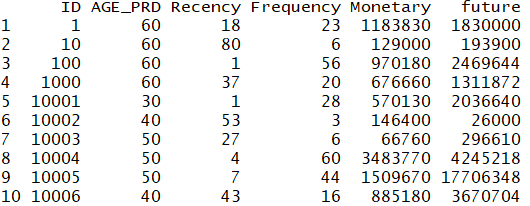 ID AGE_PRD Recency Frequency Monetary future
1 1 60 18 23 1183830 1830000
2 10 60 80 6 129000 193900
3 100 60 1 56 970180 2469644
4 1000 60 37 20 676660 1311872
5 10001 30 1 28 570130 2036640
6 10002 40 53 3 146400 26000
7 10003 50 27 6 66760 296610
8 10004 50 4 60 3483770 4245218
9 10005 50 7 44 1509670 17706348
10 10006 40 43 16 885180 3670704